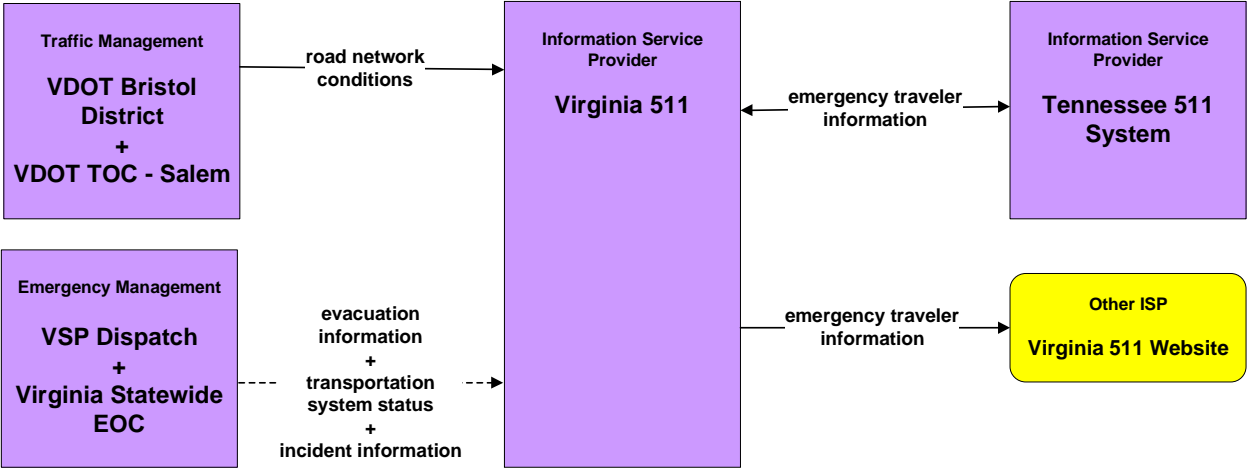 Traffic Management
VDOT Bristol
District
+
VDOT TOC - Salem
road network
conditions
Information Service
Provider
Virginia 511
emergency traveler
information
Information Service
Provider
Tennessee 511
System
Emergency Management
VSP Dispatch
+
Virginia Statewide
EOC
evacuation
information
+
transportation
system status
+
incident information
emergency traveler
information
Other ISP
Virginia 511 Website